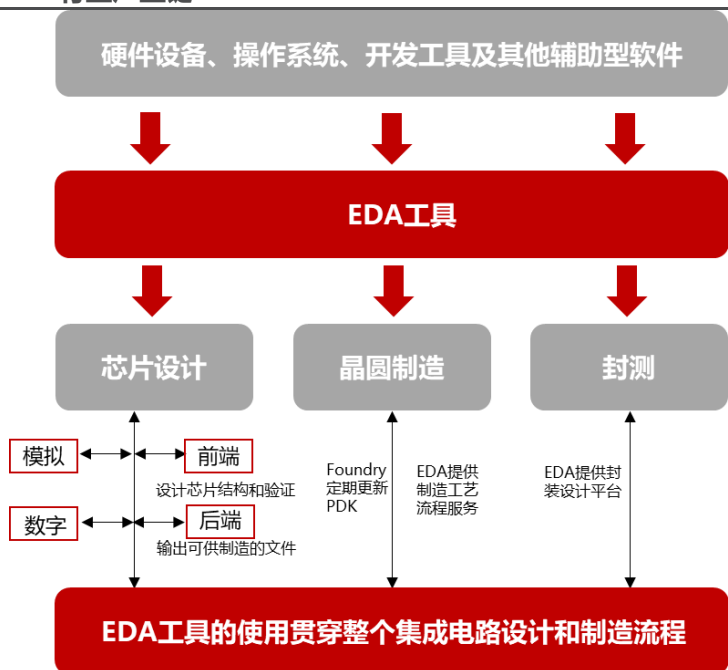 硬件设备、操作系统、开发工具及其他辅助型软件
EDA工具
芯片设计
晶圆制造
封测
模拟
前端
设计芯片结构和验证
数字
后端
输出可供制造的文件
Foundry
定期更新
PDK
EDA提供
制造工艺
流程服务
EDA提供封
装设计平台
EDA工具的使用贯穿整个集成电路设计和制造流程